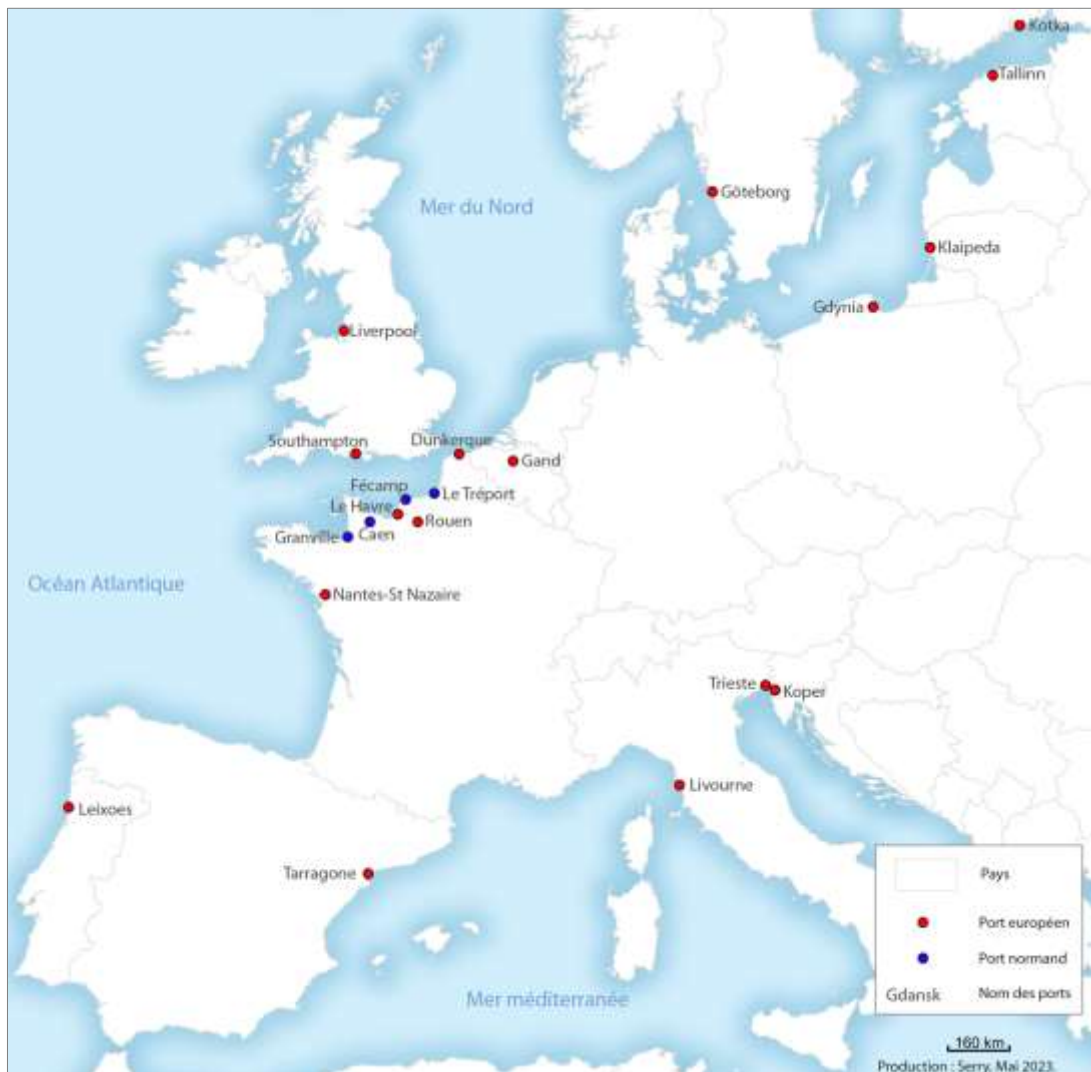 Kotka
Tallinn
Göteborg
Mer du Nord
Klaipeda
Gdynia
Liverpool
Southampton
Dunkerque
Gand
Fécamp
Le Tréport
Le Havre
Rouen
Caen
Granville
Océan Atlantique
Nantes-St Nazaire
Trieste
Koper
Livourne
Leixoes
Tarragone
Mer méditerranée
Pays
Port européen
Port normand
Gdansk Nom des ports
160 km
Production : Serry, Mai 2023.